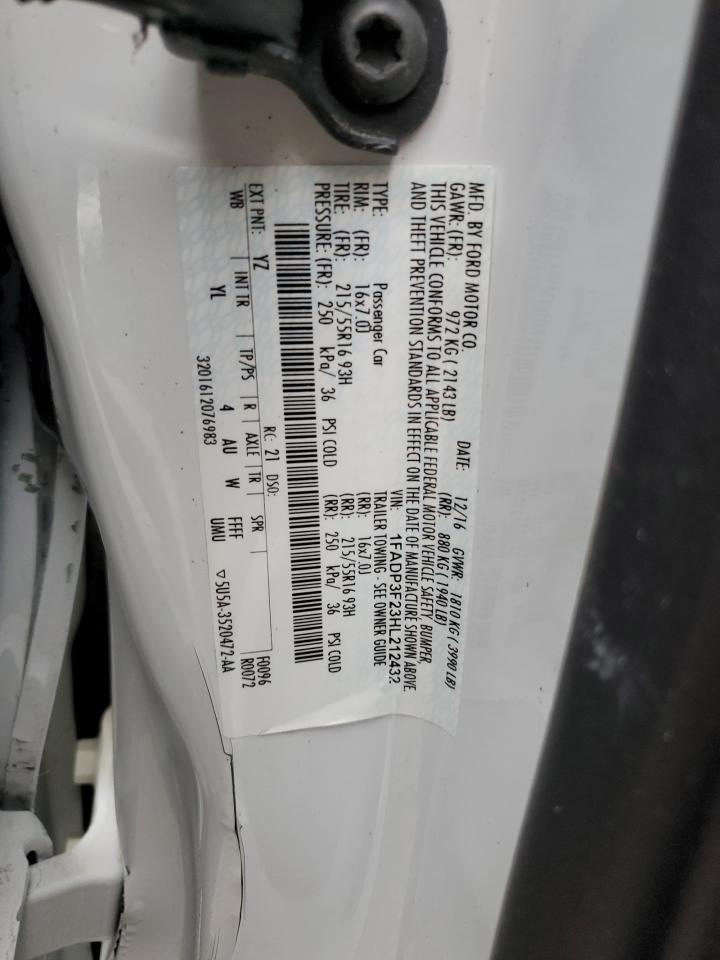 MFD. BY FORD MOTOR CO.
DATE: 12/16 GVWR: 1810 KG ( 3990 LB)
GAWR: (FR): 972 KG ( 2143 LB) (RR): 880 KG ( 1940 LB)
THIS VEHICLE CONFORMS TO ALL APPLICABLE FEDERAL MOTOR VEHICLE SAFETY, BUMPER,
AND THEFT PREVENTION STANDARDS IN EFFECT ON THE DATE OF MANUFACTURE SHOWN ABOVE.
VIN: 1FADP3F23HL212432
TYPE: Passenger Car TRAILER TOWING - SEE OWNER GUIDE
RIM: (FR): 16x7.0J (RR): 16x7.0J
TIRE: (FR): 215/55R16 93H (RR): 215/55R16 93H
PRESSURE: (FR): 250 kPa/ 36 PSI COLD (RR): 250 kPa/ 36 PSI COLD
RC: 21 DSO: F0096
EXT PNT: YZ R0072
WB INT TR TP/PS R AXLE TR SPR
YL 4 AU W FFFF
UMU
3201612076983 ▽ 5U5A-3520472-AA